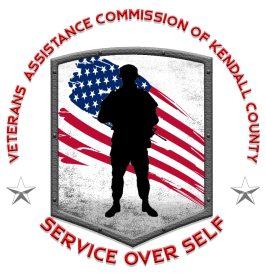 VETERANS ASSISTANCE COMMISSION OF KENDALL COUNTY
SERVICE OVER SELF